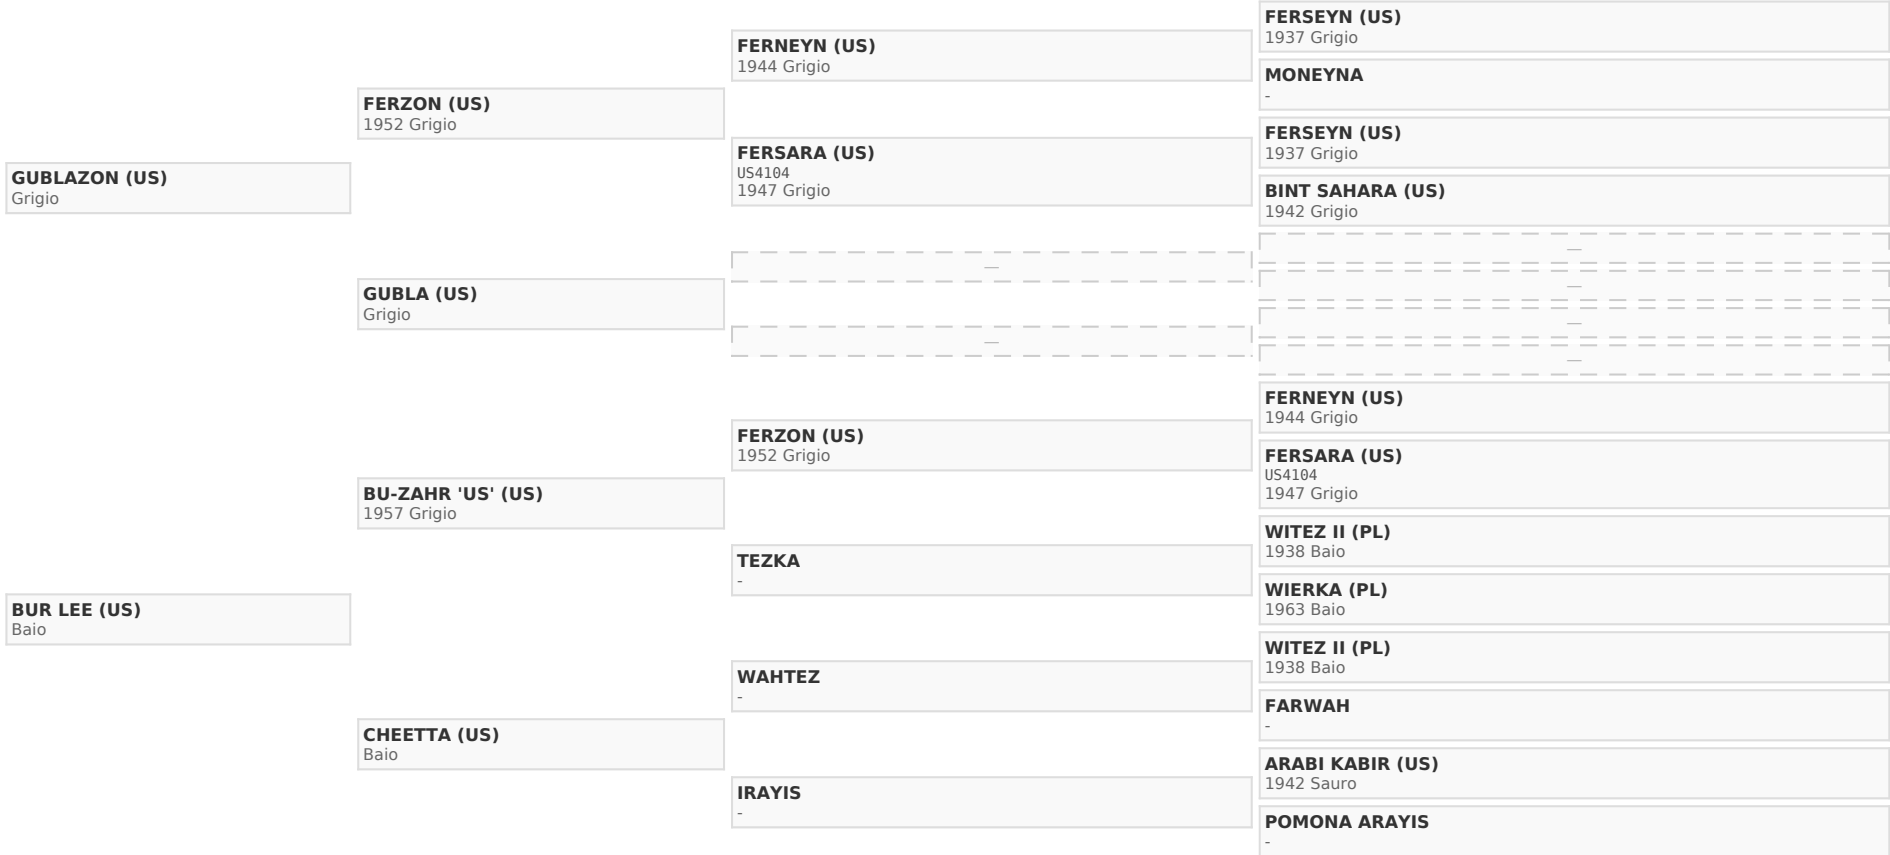 GUBLAZON (US)
Grigio
BUR LEE (US)
Baio
FERZON (US)
1952 Grigio
GUBLA (US)
Grigio
BU-ZAHR 'US' (US)
1957 Grigio
CHEETTA (US)
Baio
FERNEYN (US)
1944 Grigio
FERSARA (US)
US4104
1947 Grigio
—
—
FERZON (US)
1952 Grigio
TEZKA
-
WAHTEZ
-
IRAYIS
-
FERSEYN (US)
1937 Grigio
MONEYNA
-
FERSEYN (US)
1937 Grigio
BINT SAHARA (US)
1942 Grigio
—
—
—
—
FERNEYN (US)
1944 Grigio
FERSARA (US)
US4104
1947 Grigio
WITEZ II (PL)
1938 Baio
WIERKA (PL)
1963 Baio
WITEZ II (PL)
1938 Baio
FARWAH
-
ARABI KABIR (US)
1942 Sauro
POMONA ARAYIS
-